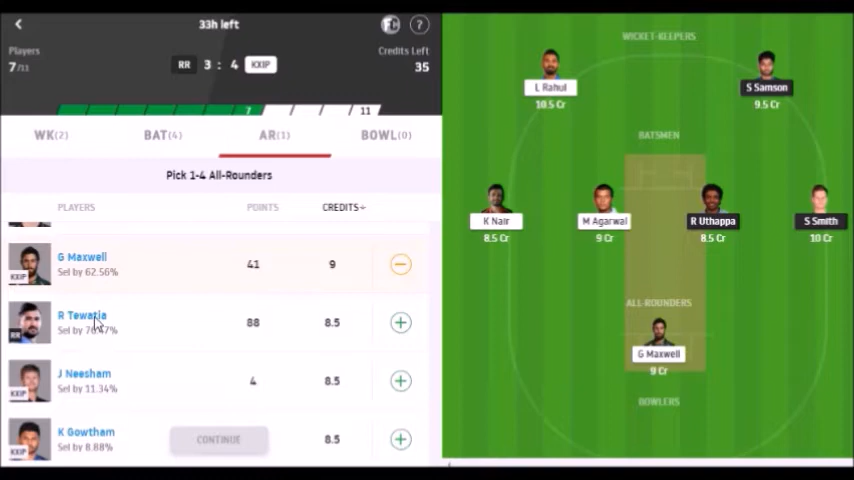 33h left
Players
7/11
RR 3 : 4 KXIP
Credits Left
35
7
11
WK(2) BAT(4) AR(1) BOWL(0)
Pick 1-4 All-Rounders
PLAYERS POINTS CREDITS
G Maxwell
Sel by 62.56%
KXIP
41 9
R Tewatia
RR
88 8.5
J Neesham
Sel by 11.34%
KXIP
4 8.5
K Gowtham
Sel by 8.88%
KXIP
8.5
CONTINUE
WICKET-KEEPERS
L Rahul
10.5 Cr
S Samson
9.5 Cr
BATSMEN
K Nair
8.5 Cr
M Agarwal
9 Cr
R Uthappa
8.5 Cr
S Smith
10 Cr
ALL-ROUNDERS
G Maxwell
9 Cr
BOWLERS